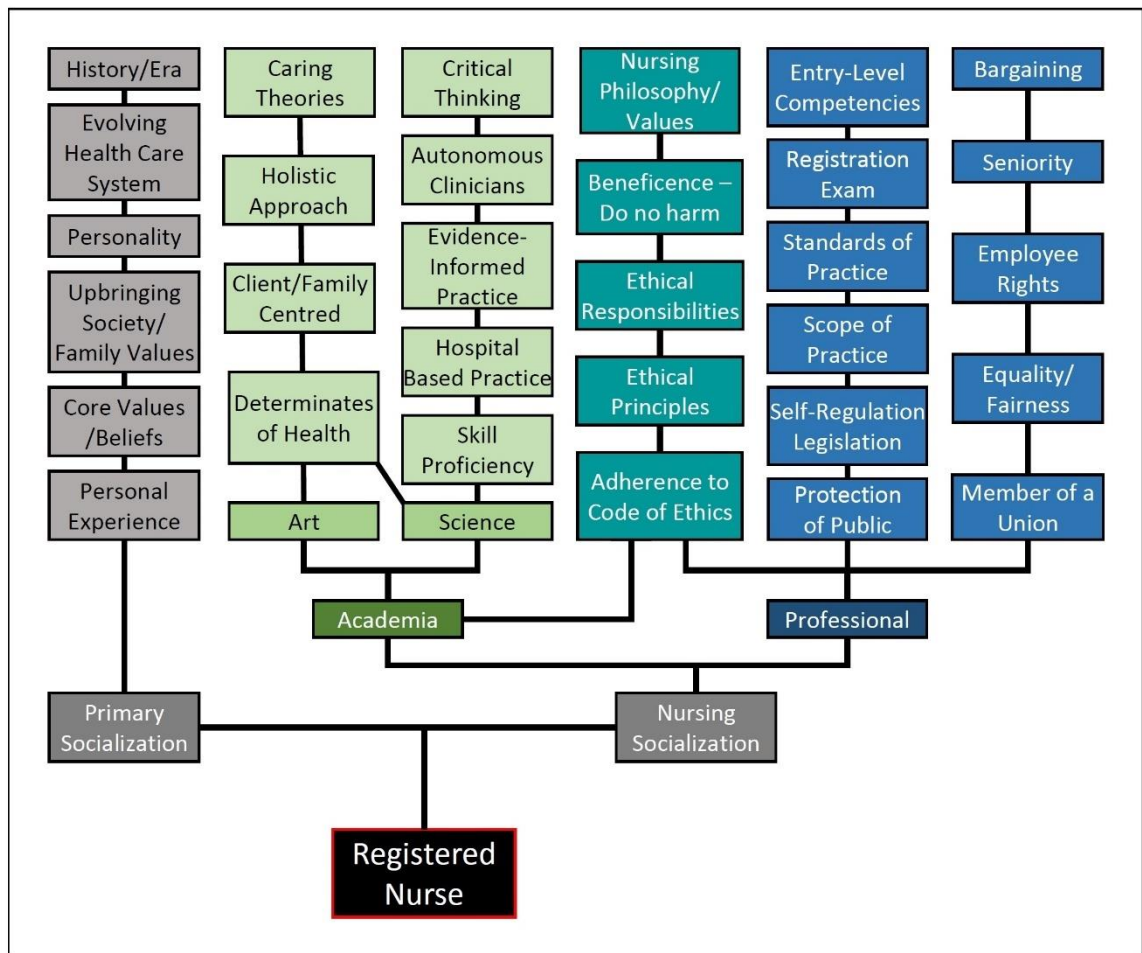 History/Era
Evolving
Health Care
System
Personality
Upbringing
Society/
Family Values
Core Values
/Beliefs
Personal
Experience
Caring
Theories
Holistic
Approach
Client/Family
Centred
Determinates
of Health
Art
Critical
Thinking
Autonomous
Clinicians
Evidence-
Informed
Practice
Hospital
Based Practice
Skill
Proficiency
Science
Nursing
Philosophy/
Values
Beneficence –
Do no harm
Ethical
Responsibilities
Ethical
Principles
Adherence to
Code of Ethics
Entry-Level
Competencies
Registration
Exam
Standards of
Practice
Scope of
Practice
Self-Regulation
Legislation
Protection
of Public
Bargaining
Seniority
Employee
Rights
Equality/
Fairness
Member of a
Union
Academia
Professional
Primary
Socialization
Nursing
Socialization
Registered
Nurse